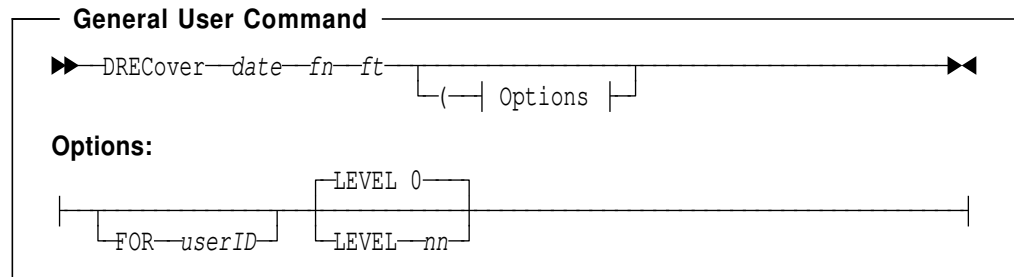 General User Command
DRECover date fn ft
( Options
Options:
LEVEL 0
FOR userID LEVEL nn